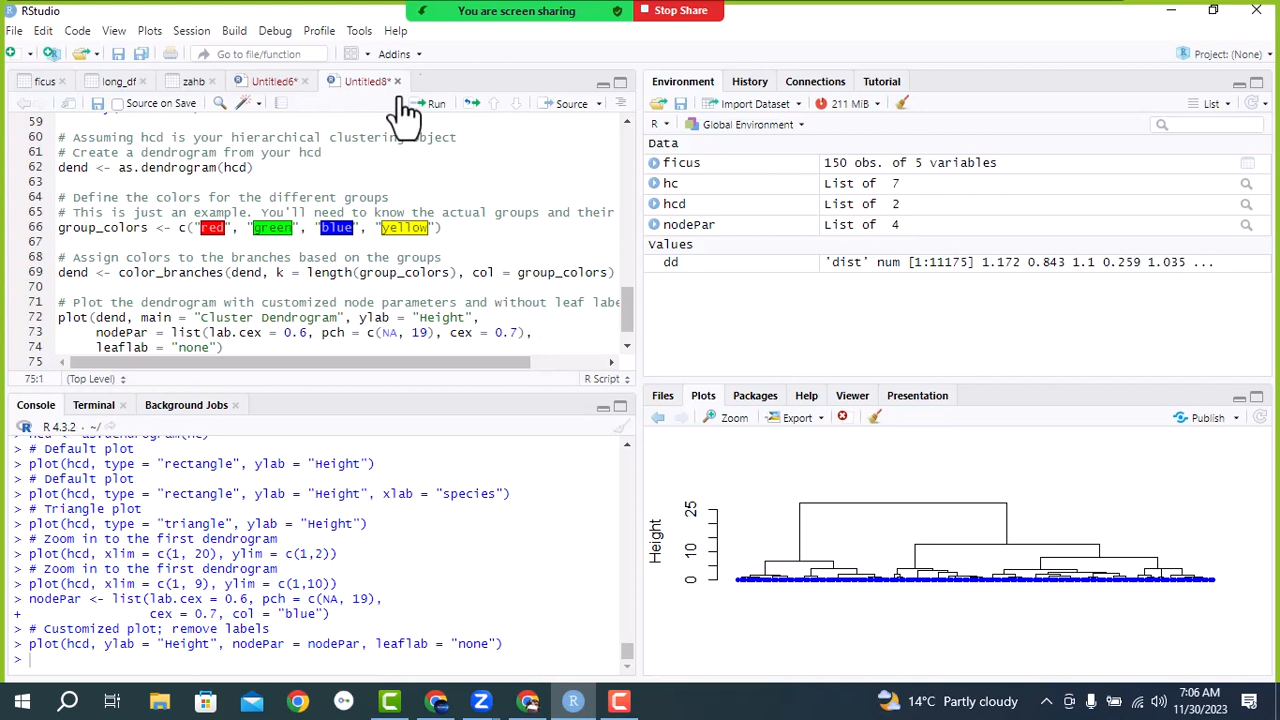 RStudio
You are screen sharing
Stop Share
File Edit Code View Plots Session Build Debug Profile Tools Help
Go to file/function
Addins
Project: (None)
ficus
long_df
zahb
Untitled6*
Untitled8*
Source on Save
Run
Source
59
60 # Assuming hcd is your hierarchical clustering object
61 # Create a dendrogram from your hcd
62 dend <- as.dendrogram(hcd)
63
64 # Define the colors for the different groups
65 # This is just an example. You'll need to know the actual groups and their
66 group_colors <- c("red", "green", "blue", "yellow")
67
68 # Assign colors to the branches based on the groups
69 dend <- color_branches(dend, k = length(group_colors), col = group_colors)
70
71 # Plot the dendrogram with customized node parameters and without leaf labe
72 plot(dend, main = "Cluster Dendrogram", ylab = "Height",
73 nodePar = list(lab.cex = 0.6, pch = c(NA, 19), cex = 0.7),
74 leaflab = "none")
75
75:1 (Top Level) R Script
Console Terminal Background Jobs
R 4.3.2 · ~/
> hcd <- as.dendrogram(hc)
> # Default plot
> plot(hcd, type = "rectangle", ylab = "Height")
> # Default plot
> plot(hcd, type = "rectangle", ylab = "Height", xlab = "species")
> # Triangle plot
> plot(hcd, type = "triangle", ylab = "Height")
> # Zoom in to the first dendrogram
> plot(hcd, xlim = c(1, 20), ylim = c(1,2))
> # Zoom in to the first dendrogram
> plot(hcd, xlim = c(1, 9), ylim = c(1,10))
> nodePar <- list(lab.cex = 0.6, pch = c(NA, 19),
+ cex = 0.7, col = "blue")
> # Customized plot; remove labels
> plot(hcd, ylab = "Height", nodePar = nodePar, leaflab = "none")
>
Environment History Connections Tutorial
Import Dataset
211 MiB
List
R
Global Environment
Data
ficus 150 obs. of 5 variables
hc List of 7
hcd List of 2
nodePar List of 4
Values
dd 'dist' num [1:11175] 1.172 0.843 1.1 0.259 1.035 ...
Files Plots Packages Help Viewer Presentation
Zoom
Export
Publish
Height
25
10
0
14°C Partly cloudy
7:06 AM
11/30/2023